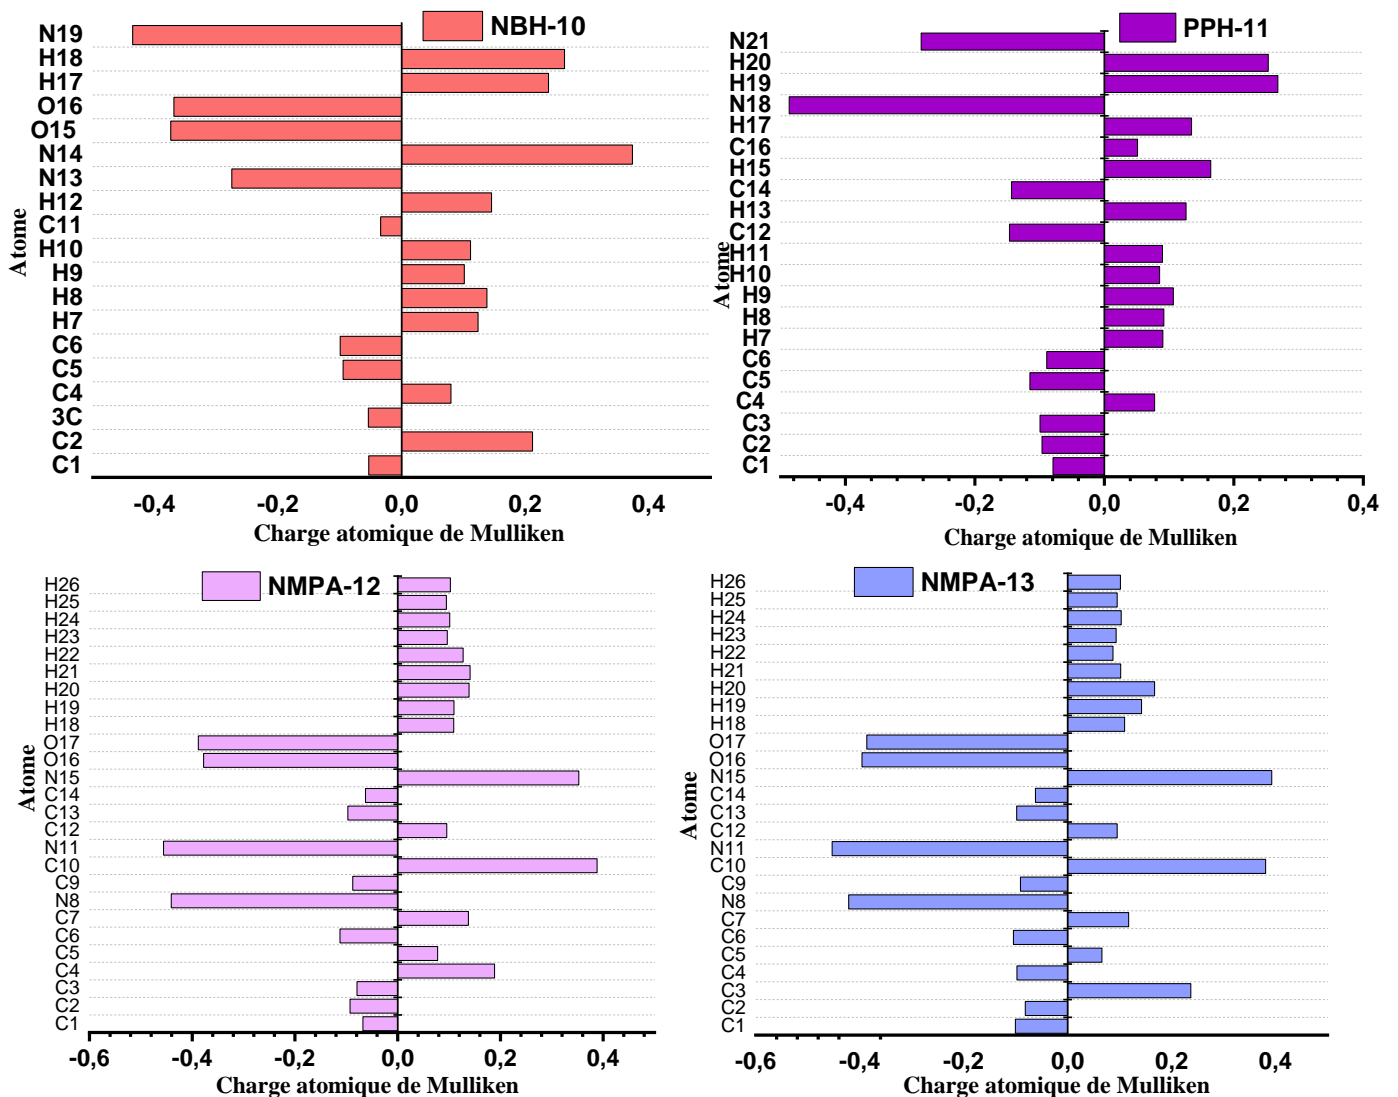 NBH-10
N19
H18
H17
O16
O15
N14
N13
H12
C11
H10
H9
H8
H7
C6
C5
C4
3C
C2
C1
Atome
-0,4 -0,2 0,0 0,2 0,4
Charge atomique de Mulliken
PPH-11
N21
H20
H19
N18
H17
C16
H15
C14
H13
C12
H11
H10
H9
H8
H7
C6
C5
C4
C3
C2
C1
Atome
-0,4 -0,2 0,0 0,2 0,4
Charge atomique de Mulliken
NMPA-12
H26
H25
H24
H23
H22
H21
H20
H19
H18
O17
O16
N15
C14
C13
C12
N11
C10
C9
N8
C7
C6
C5
C4
C3
C2
C1
Atome
-0,6 -0,4 -0,2 0,0 0,2 0,4
Charge atomique de Mulliken
NMPA-13
H26
H25
H24
H23
H22
H21
H20
H19
H18
O17
O16
N15
C14
C13
C12
N11
C10
C9
N8
C7
C6
C5
C4
C3
C2
C1
Atome
-0,6 -0,4 -0,2 0,0 0,2 0,4
Charge atomique de Mulliken